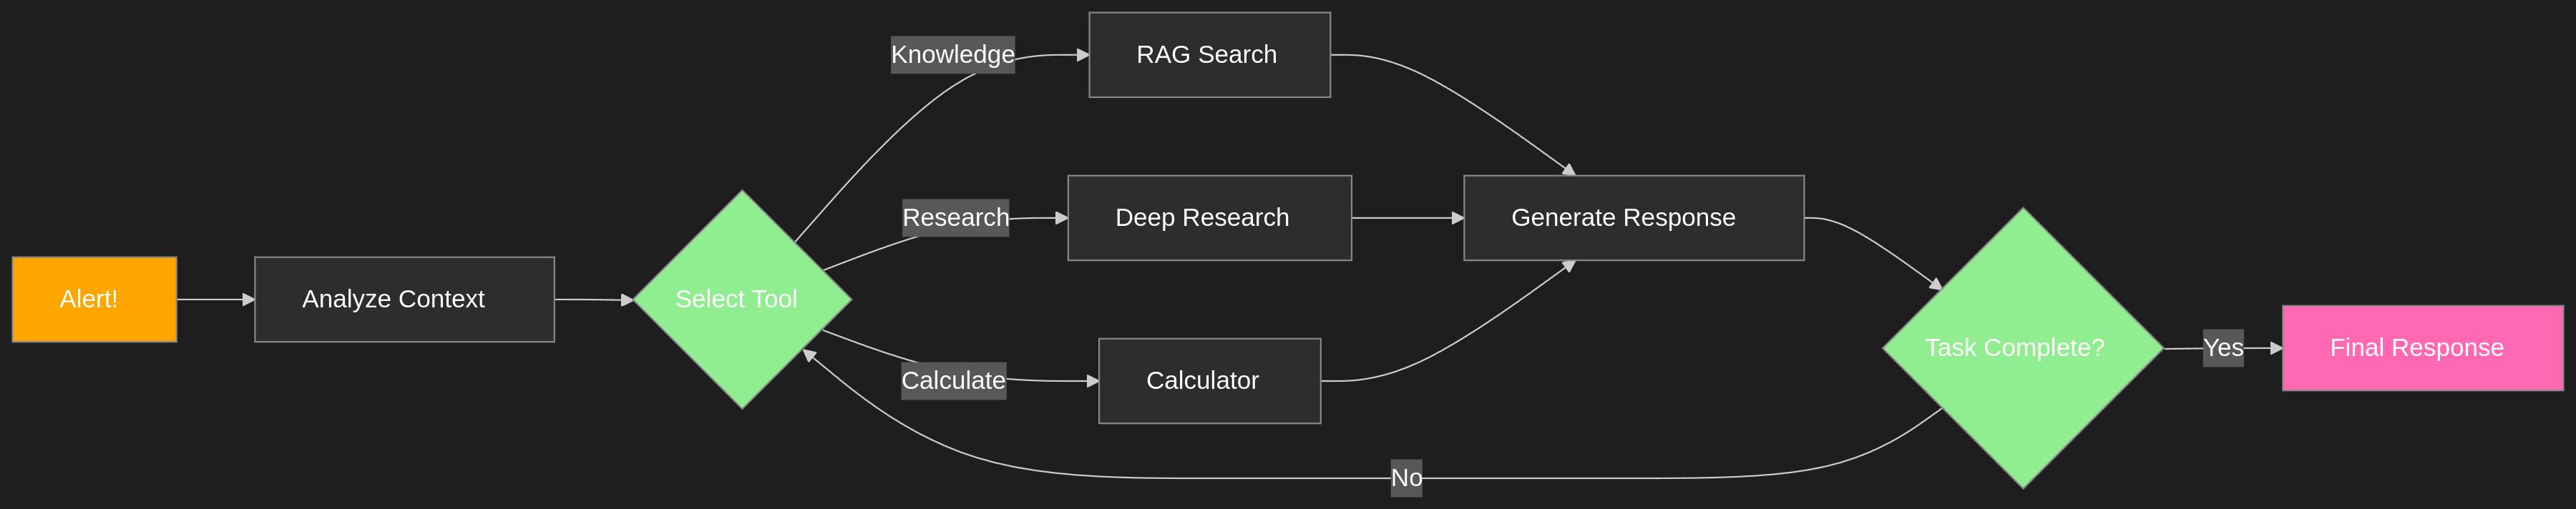 Alert!
Analyze Context
Select Tool
Knowledge
Research
Calculate
RAG Search
Deep Research
Calculator
Generate Response
Task Complete?
No
Yes
Final Response